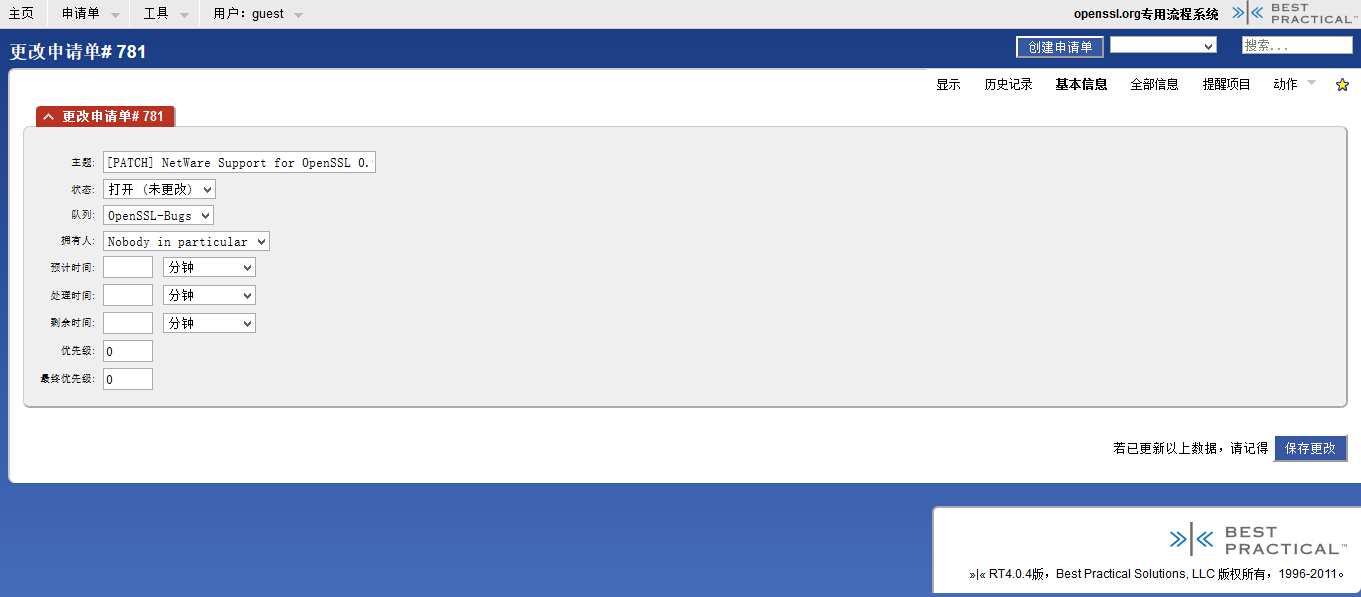 主页 申请单 工具 用户：guest openssl.org专用流程系统 BEST PRACTICAL™
更改申请单# 781 创建申请单 搜索...
显示 历史记录 基本信息 全部信息 提醒项目 动作
更改申请单# 781
主题: [PATCH] NetWare Support for OpenSSL 0.
状态: 打开 (未更改)
队列: OpenSSL-Bugs
拥有人: Nobody in particular
预计时间: 分钟
处理时间: 分钟
剩余时间: 分钟
优先级: 0
最终优先级: 0
若已更新以上数据，请记得 保存更改
BEST
PRACTICAL™
»|« RT4.0.4版，Best Practical Solutions, LLC 版权所有，1996-2011。